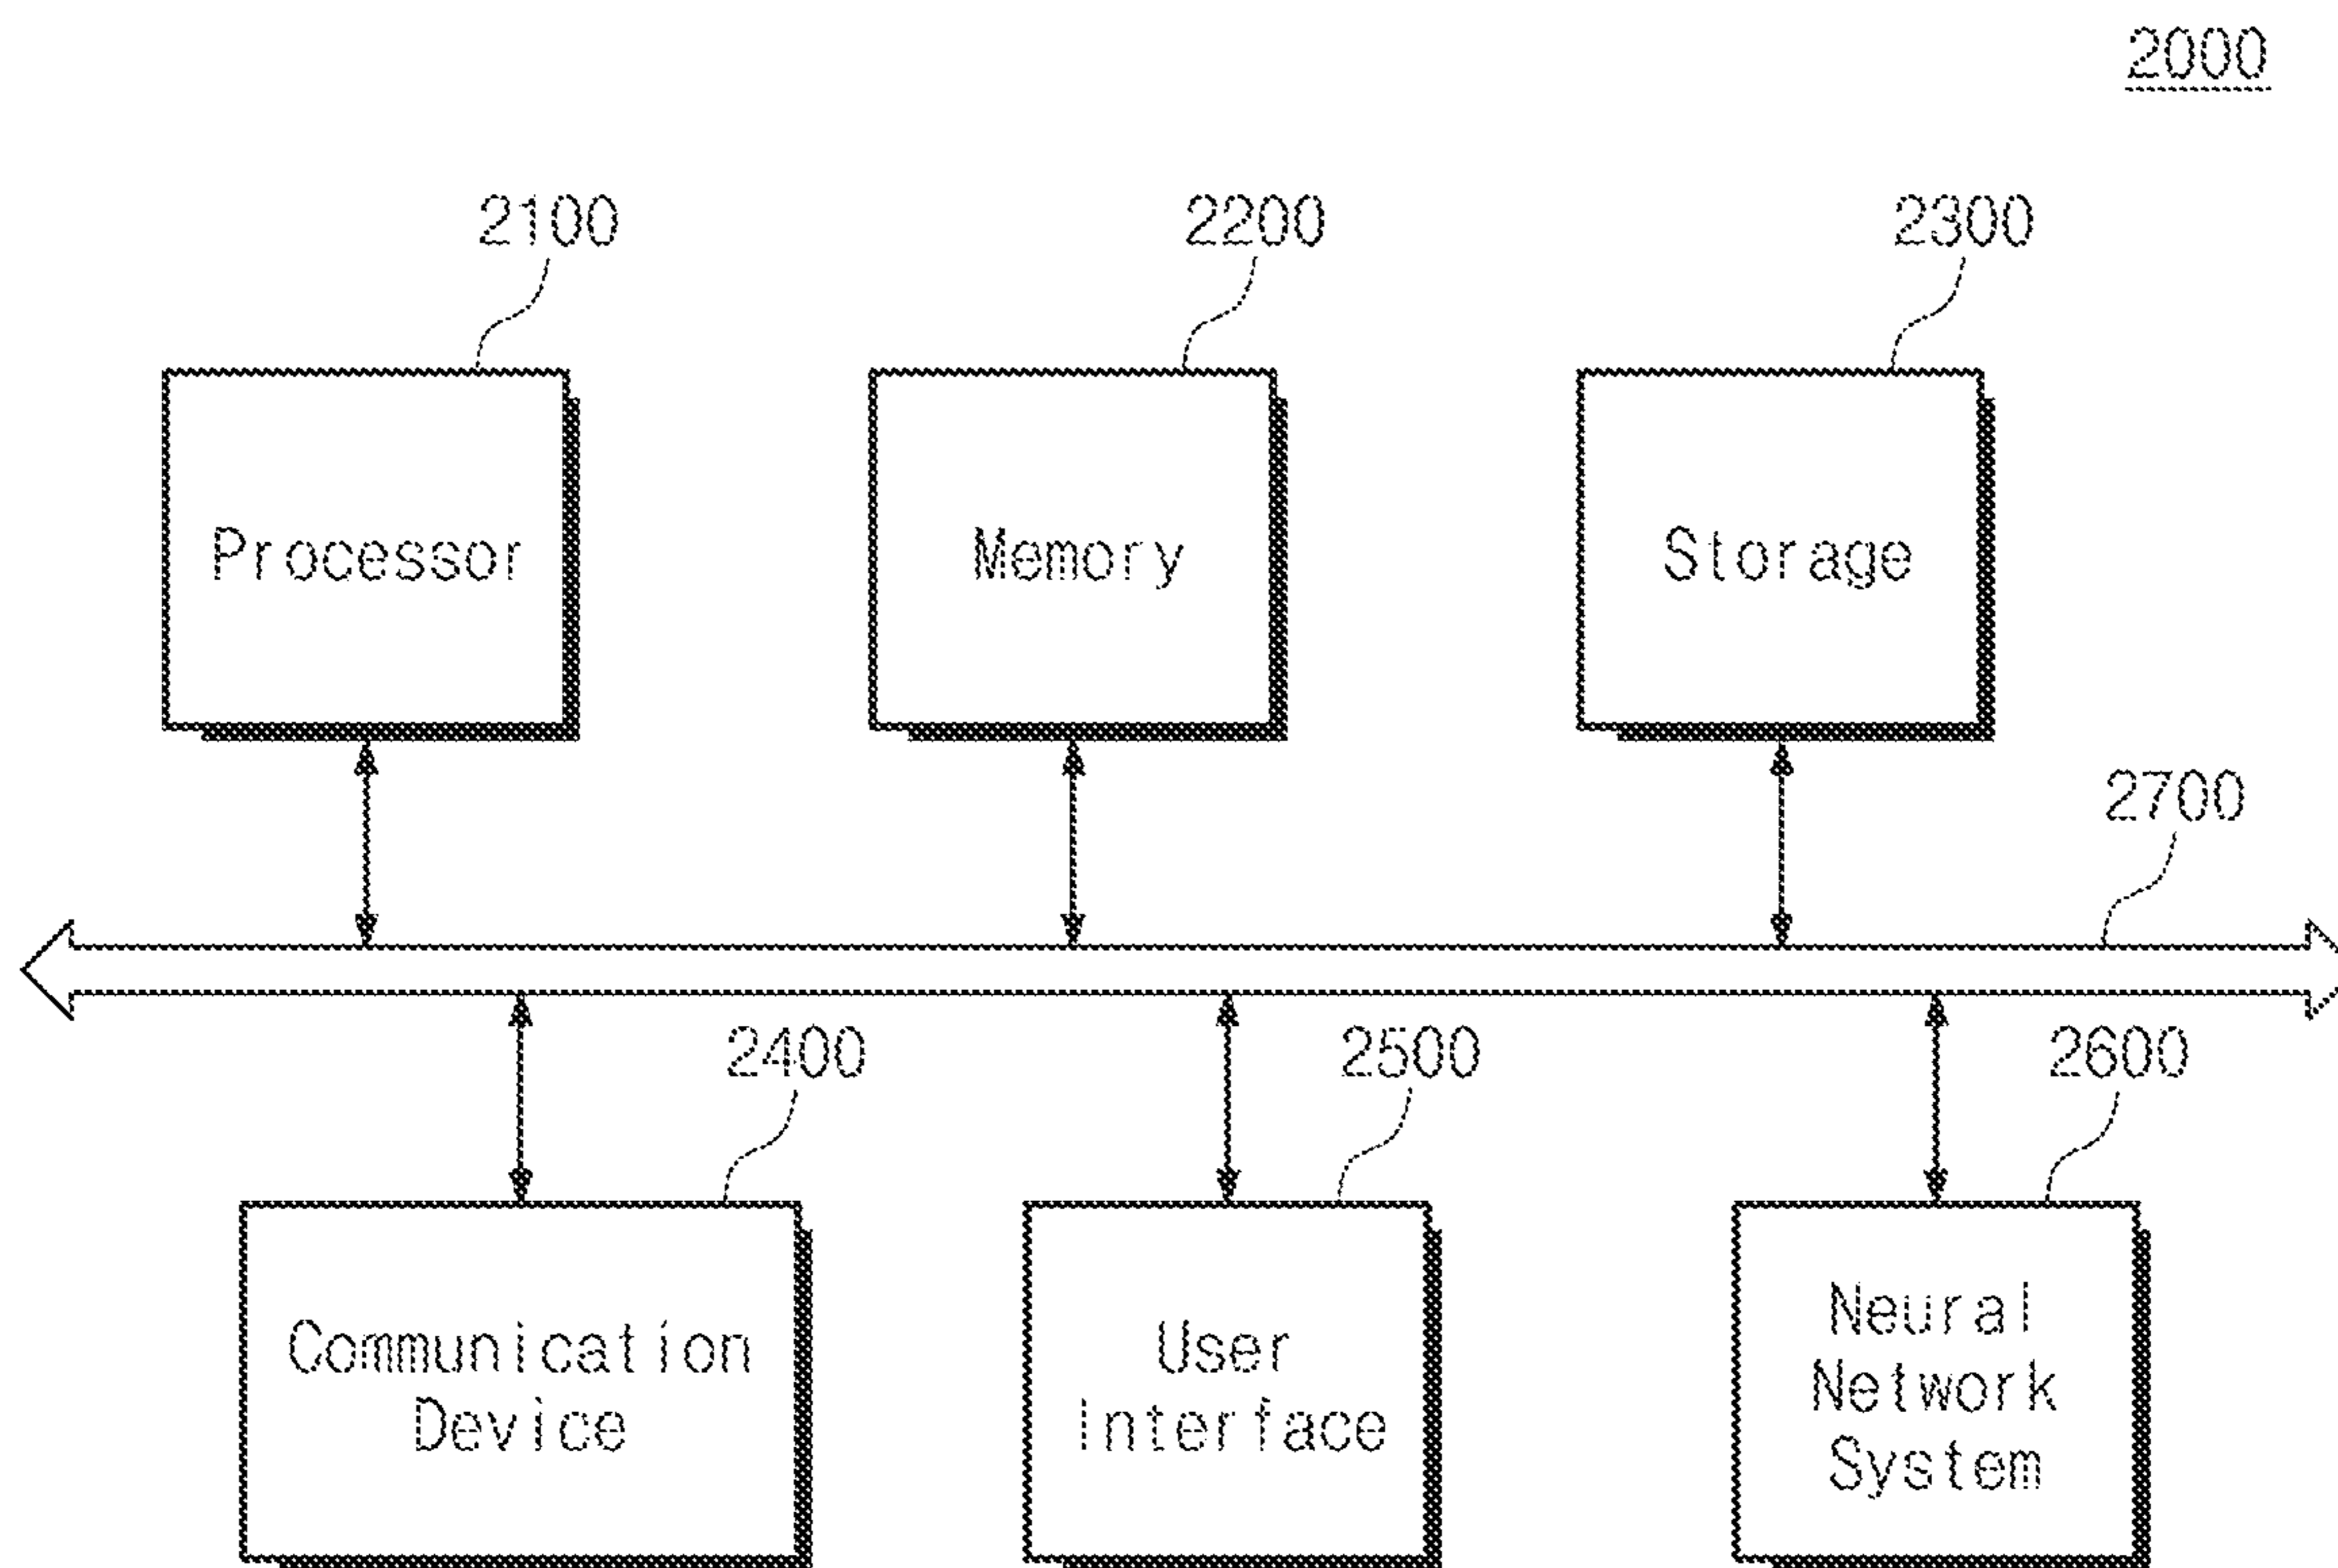 2000
2100
2200
2300
Processor
Memory
Storage
2700
2400
2500
2600
Communication
Device
User
Interface
Neural
Network
System